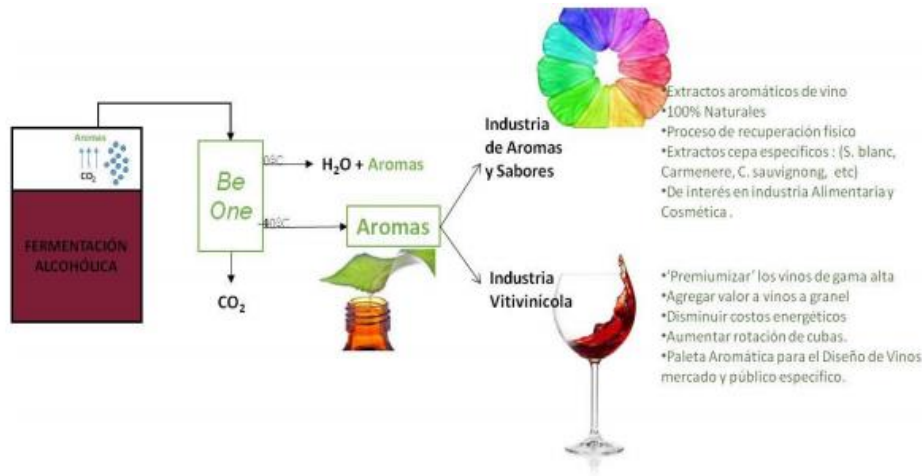 Aromas
CO2
FERMENTACIÓN
ALCOHÓLICA
Be
One
0ºC
H2O + Aromas
Aromas
CO2
Industria
de Aromas
y Sabores
•Extractos aromáticos de vino
•100% Naturales
•Proceso de recuperación físico
•Extractos cepa específicos : (S. blanc,
Carmenere, C. sauvignong, etc)
•De interés en industria Alimentaria y
Cosmética .
Industria
Vitivinícola
•'Premiumizar' los vinos de gama alta
•Agregar valor a vinos a granel
•Disminuir costos energéticos
•Aumentar rotación de cubas.
•Paleta Aromática para el Diseño de Vinos
mercado y público específico.